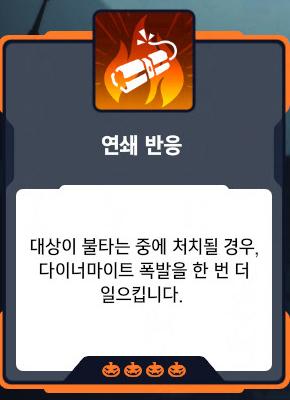 연쇄 반응
대상이 불타는 중에 처치될 경우,
다이너마이트 폭발을 한 번 더
일으킵니다.